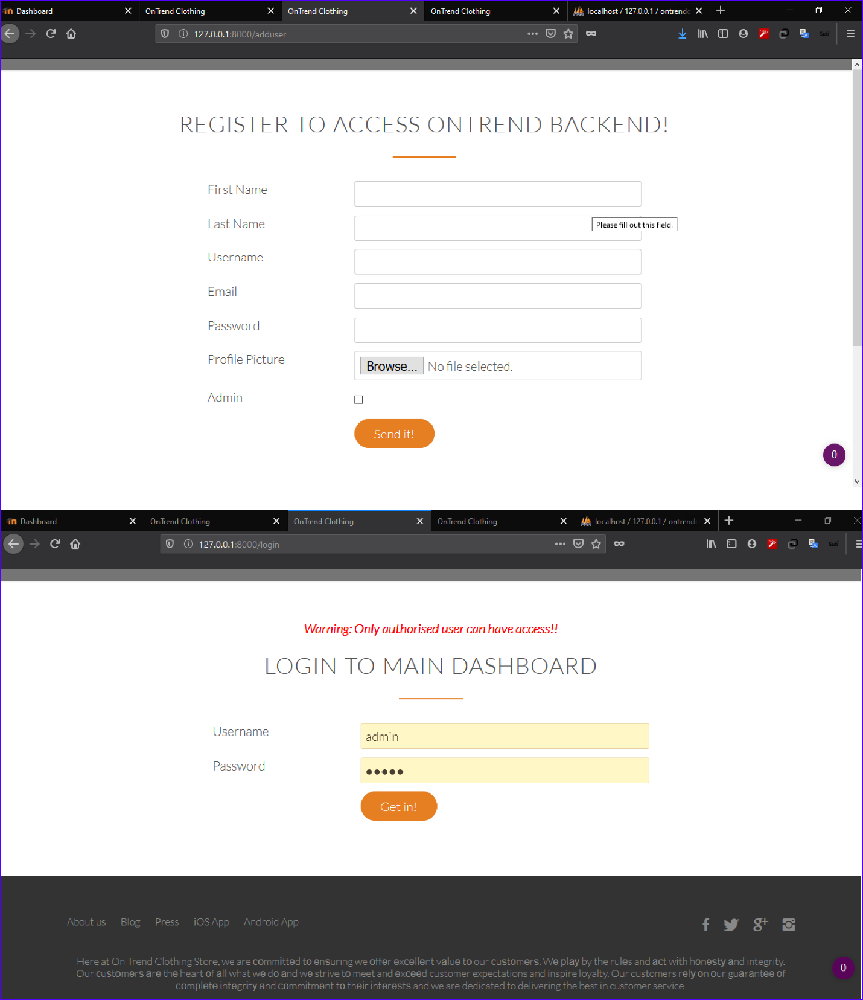 Dashboard
OnTrend Clothing
OnTrend Clothing
OnTrend Clothing
localhost / 127.0.0.1 / ontrendc
127.0.0.1:8000/adduser
Sub!
REGISTER TO ACCESS ONTREND BACKEND!
First Name
Last Name
Please fill out this field.
Username
Email
Password
Profile Picture
Browse... No file selected.
Admin
Send it!
0
Dashboard
OnTrend Clothing
OnTrend Clothing
OnTrend Clothing
localhost / 127.0.0.1 / ontrendc
127.0.0.1:8000/login
Sub!
Warning: Only authorised user can have access!!
LOGIN TO MAIN DASHBOARD
Username
admin
Password
Get in!
About us Blog Press iOS App Android App
Here at On Trend Clothing Store, we are committed to ensuring we offer excellent value to our customers. We play by the rules and act with honesty and integrity.
Our customers are the heart of all what we do and we strive to meet and exceed customer expectations and inspire loyalty. Our customers rely on our guarantee of
complete integrity and commitment to their interests and we are dedicated to delivering the best in customer service.
0